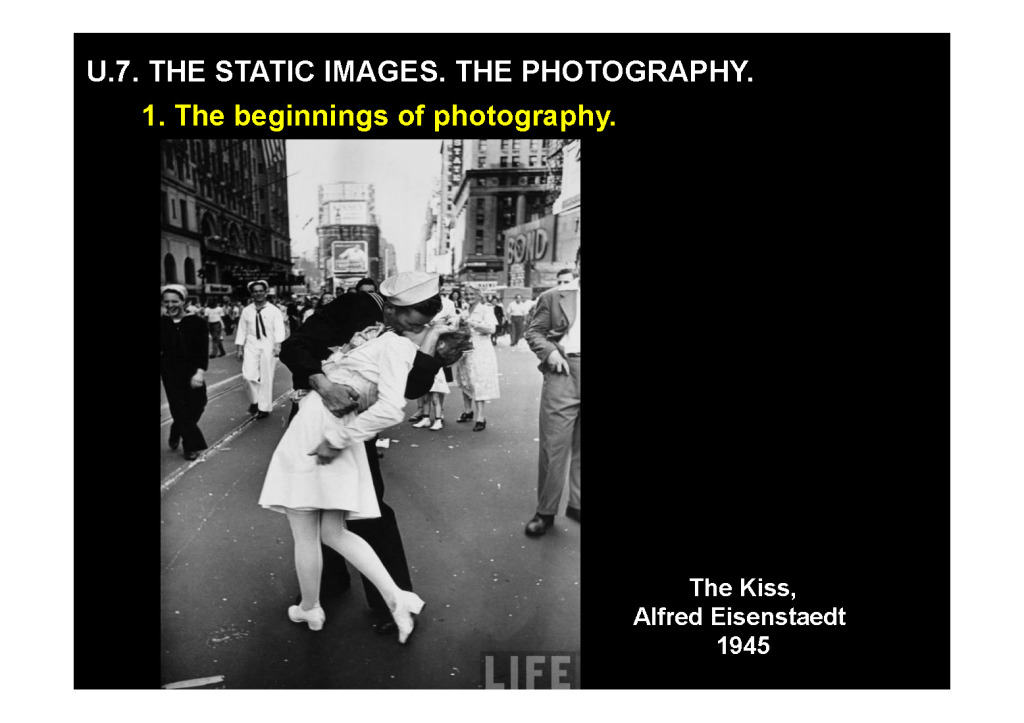 U.7. THE STATIC IMAGES. THE PHOTOGRAPHY.
1. The beginnings of photography.
BOND
The Kiss,
Alfred Eisenstaedt
1945
LIFE